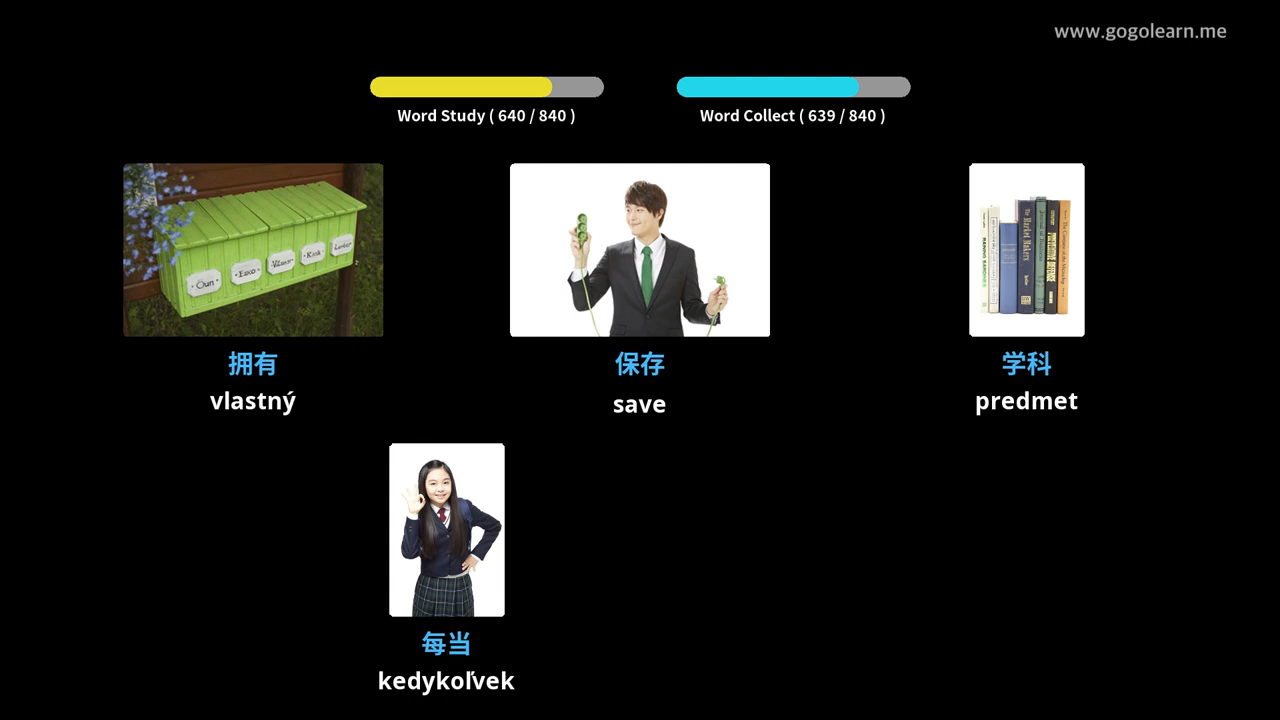 www.gogolearn.me
Word Study ( 640 / 840 )
Word Collect ( 639 / 840 )
拥有
vlastný
保存
save
学科
predmet
每当
kedykoľvek